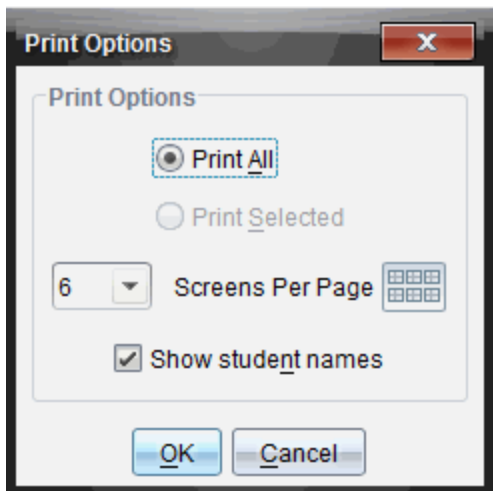 Print Options
Print Options
Print All
Print Selected
6 Screens Per Page
Show student names
OK Cancel